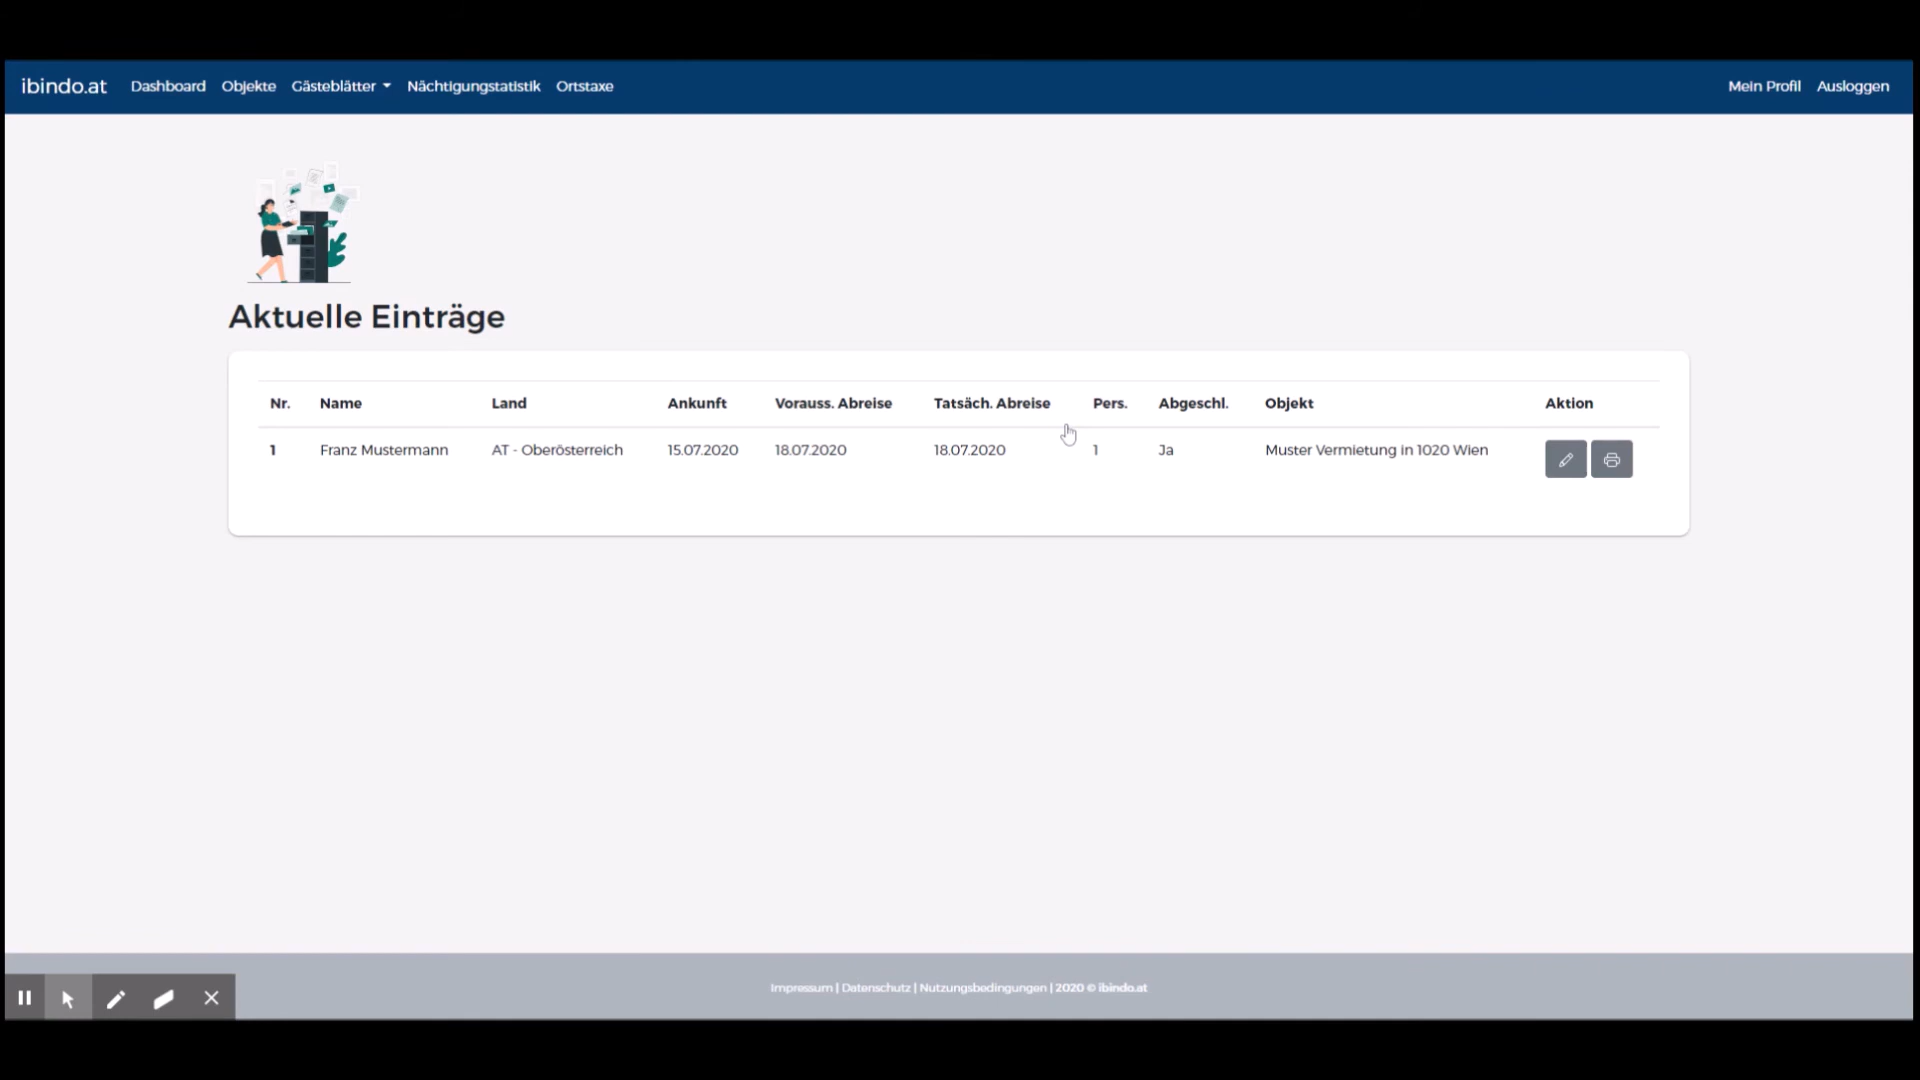 ibindo.at Dashboard Objekte Gästeblätter Nächtigungstatistik Ortstaxe Mein Profil Ausloggen
Aktuelle Einträge
Nr. Name Land Ankunft Vorauss. Abreise Tatsäch. Abreise Pers. Abgeschl. Objekt Aktion
1 Franz Mustermann AT - Oberösterreich 15.07.2020 18.07.2020 18.07.2020 1 Ja Muster Vermietung in 1020 Wien
Impressum | Datenschutz | Nutzungsbedingungen | 2020 © ibindo.at